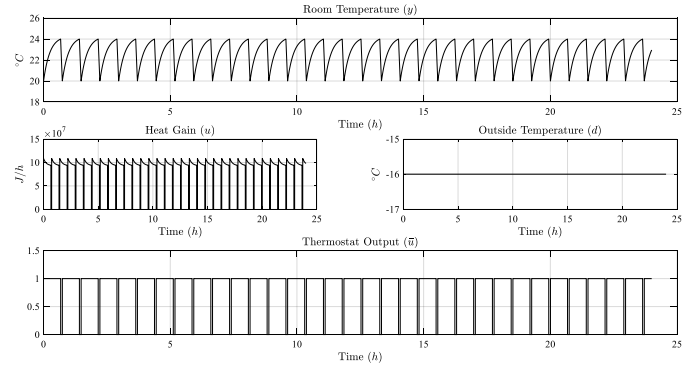 Room Temperature (y)
26
24
22
20
18
°C
0 5 10 15 20 25
Time (h)
Heat Gain (u)
×10⁷
15
10
5
0
J/h
0 5 10 15 20 25
Time (h)
Outside Temperature (d)
-15
-16
-17
°C
0 5 10 15 20 25
Time (h)
Thermostat Output (ū)
1.5
1
0.5
0
0 5 10 15 20 25
Time (h)